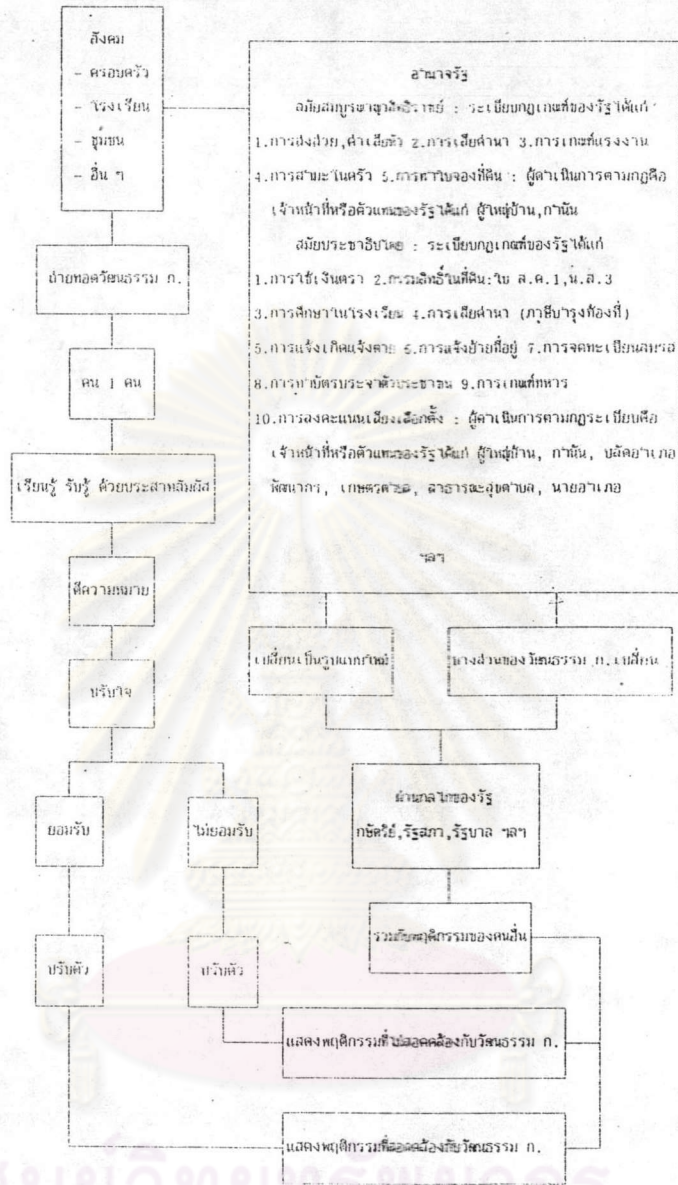 สังคม
- ครอบครัว
- โรงเรียน
- ชุมชน
- อื่น ๆ
ถ่ายทอดวัฒนธรรม ก.
คน 1 คน
เรียนรู้ รับรู้ ด้วยประสาทสัมผัส
ตีความหมาย
ปรับใจ
ยอมรับ
ไม่ยอมรับ
ปรับตัว
ปรับตัว
อำนาจรัฐ
สมัยสมบูรณาญาสิทธิราชย์ : ระเบียบกฎเกณฑ์ของรัฐได้แก่
1.การส่งส่วย,ค่าเสียหัว 2.การเสียค่านา 3.การเกณฑ์แรงงาน
4.การสำมะโนครัว 5.การทำใบจองที่ดิน : ผู้ดำเนินการตามกฎคือ
เจ้าหน้าที่หรือตัวแทนของรัฐได้แก่ ผู้ใหญ่บ้าน,กำนัน
สมัยประชาธิปไตย : ระเบียบกฎเกณฑ์ของรัฐได้แก่
1.การใช้เงินตรา 2.กรรมสิทธิ์ในที่ดิน:ใบ ส.ค.1,น.ส.3
3.การศึกษาในโรงเรียน 4.การเสียค่านา (ภาษีบำรุงท้องที่)
5.การแจ้งเกิดแจ้งตาย 6.การแจ้งย้ายที่อยู่ 7.การจดทะเบียนสมรส
8.การทำบัตรประจำตัวประชาชน 9.การเกณฑ์ทหาร
10.การลงคะแนนเสียงเลือกตั้ง : ผู้ดำเนินการตามกฎระเบียบคือ
เจ้าหน้าที่หรือตัวแทนของรัฐได้แก่ ผู้ใหญ่บ้าน, กำนัน, ปลัดอำเภอ
พัฒนากร, เกษตรตำบล, สาธารณะสุขตำบล, นายอำเภอ
ฯลฯ
เปลี่ยนเป็นรูปแบบใหม่
บางส่วนของวัฒนธรรม ก.เปลี่ยน
ผ่านกลไกของรัฐ
กษัตริย์,รัฐสภา,รัฐบาล ฯลฯ
รวมกับพฤติกรรมของคนอื่น
แสดงพฤติกรรมที่ไม่สอดคล้องกับวัฒนธรรม ก.
แสดงพฤติกรรมที่สอดคล้องกับวัฒนธรรม ก.